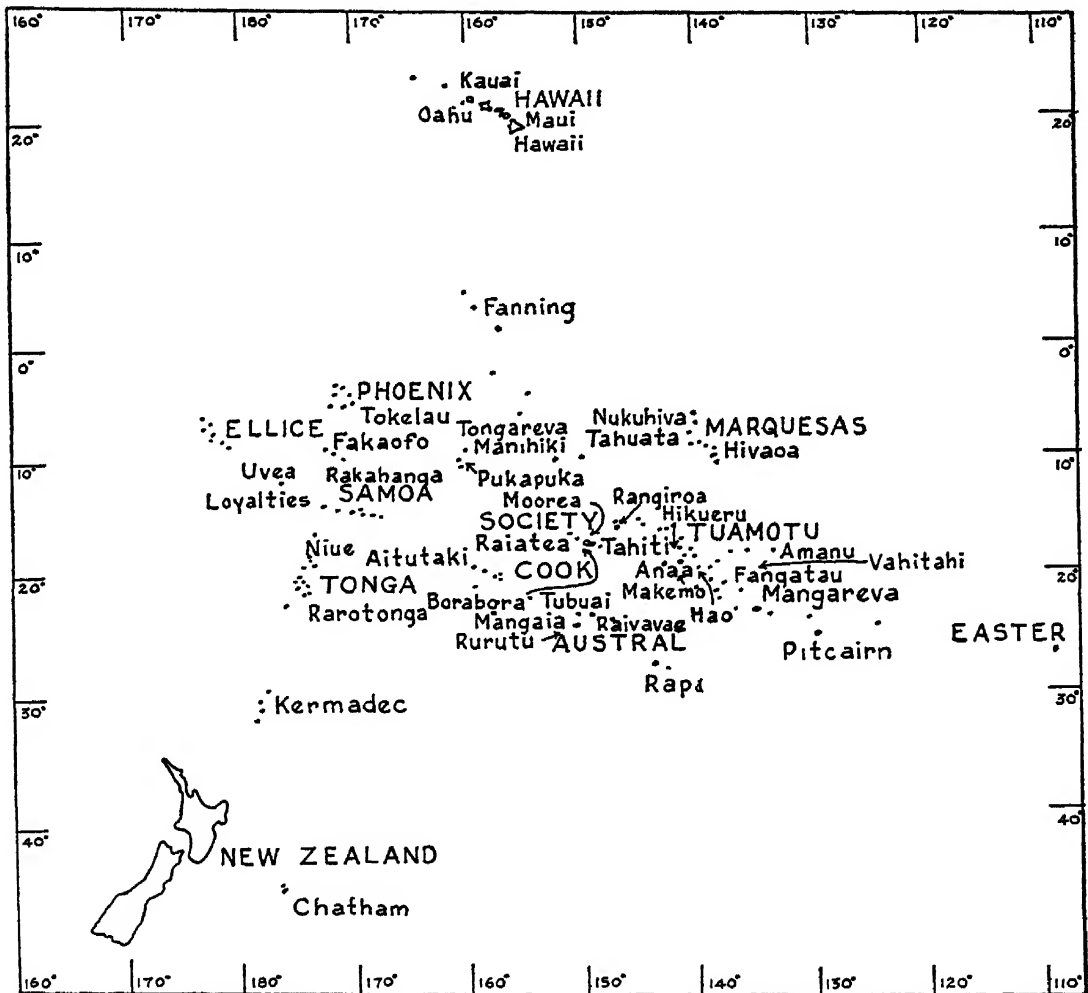 160° 170° 180° 170° 160° 150° 140° 130° 120° 110°
Kauai
HAWAII
Oahu
Maui
Hawaii
20° 20°
10° 10°
Fanning
0° 0°
PHOENIX
Tokelau
ELLICE
Fakaofo
Tongareva
Manihiki
Nukuhiva
Tahuata
MARQUESAS
Hivaoa
10° 10°
Uvea
Rakahanga
Pukapuka
Loyalties
SAMOA
Moorea
Rangiroa
Hikueru
SOCIETY
TUAMOTU
Niue
Aitutaki
Raiatea
Tahiti
Amanu
Vahitahi
20° 20°
TONGA
COOK
Anaa
Fangatau
Makemo
Mangareva
Rarotonga
Borabora
Tubuai
Hao
Mangaia
Raivavae
Rurutu
AUSTRAL
Pitcairn
EASTER
Rapa
30° 30°
Kermadec
40° 40°
NEW ZEALAND
Chatham
160° 170° 180° 170° 160° 150° 140° 130° 120° 110°